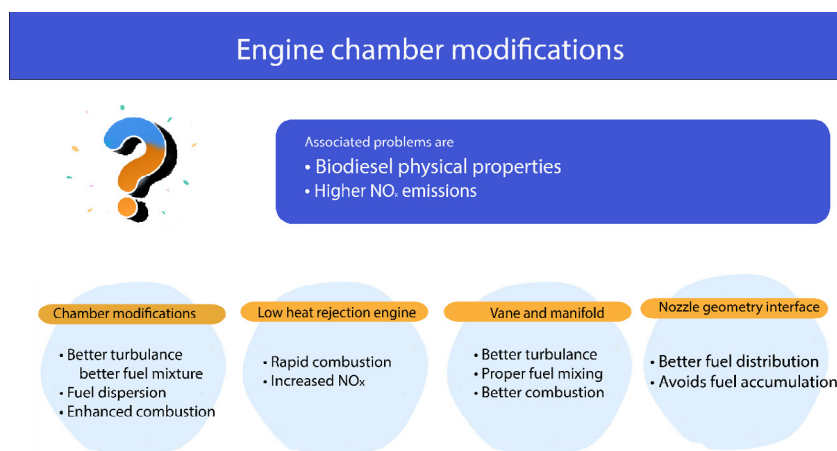 Engine chamber modifications
Associated problems are
• Biodiesel physical properties
• Higher NOₓ emissions
Chamber modifications
• Better turbulance
better fuel mixture
• Fuel dispersion
• Enhanced combustion
Low heat rejection engine
• Rapid combustion
• Increased NOx
Vane and manifold
• Better turbulance
• Proper fuel mixing
• Better combustion
Nozzle geometry interface
• Better fuel distribution
• Avoids fuel accumulation